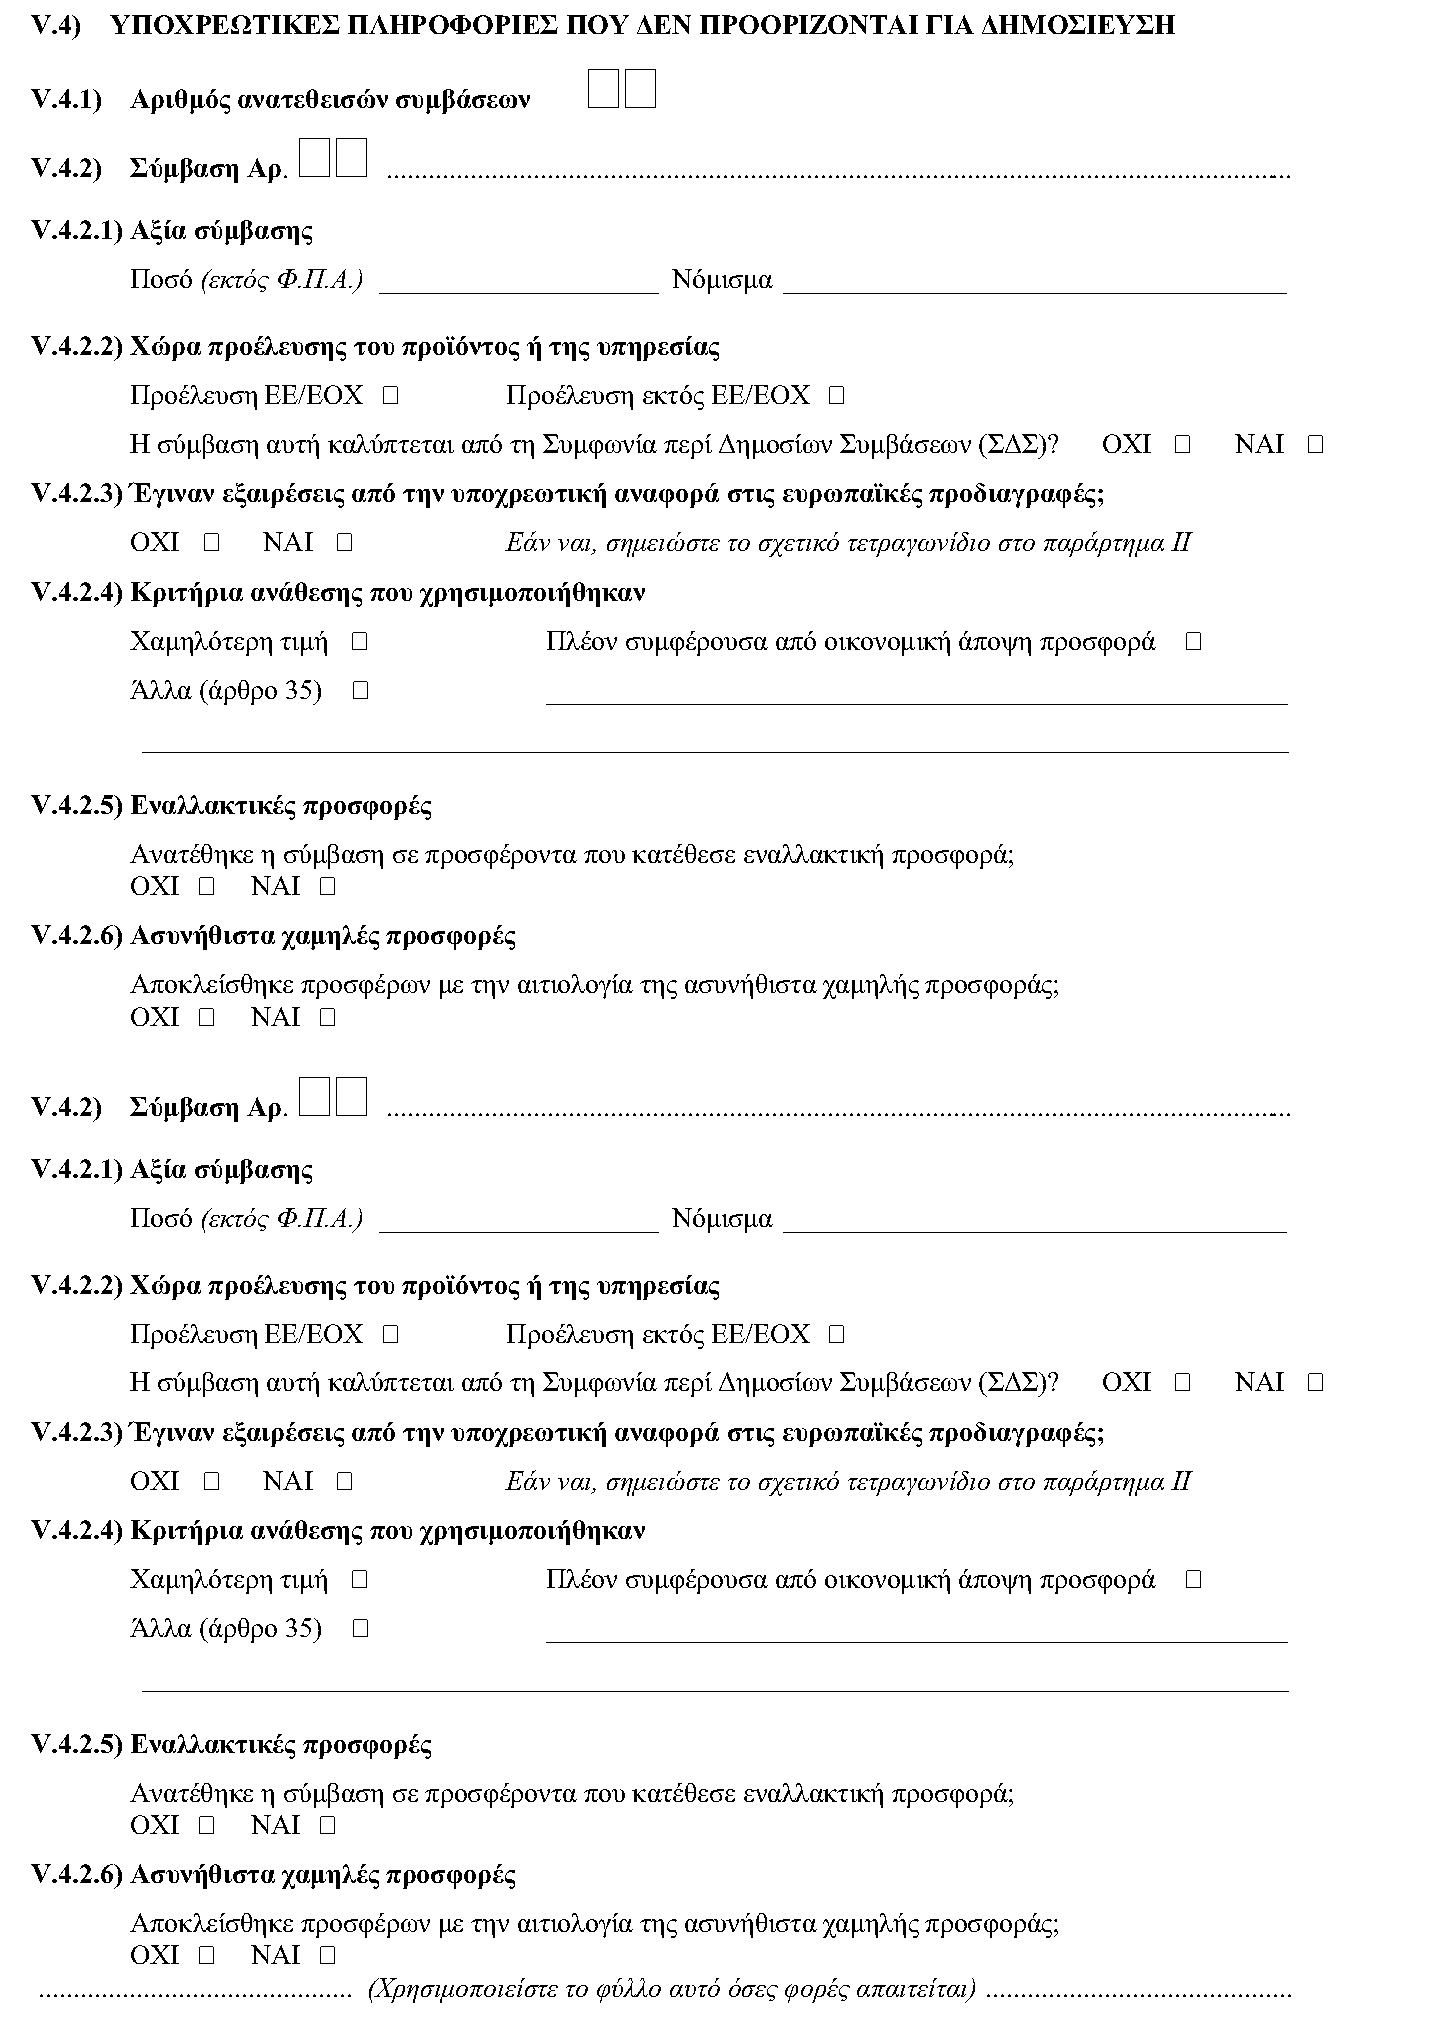 V.4) ΥΠΟΧΡΕΩΤΙΚΕΣ ΠΛΗΡΟΦΟΡΙΕΣ ΠΟΥ ΔΕΝ ΠΡΟΟΡΙΖΟΝΤΑΙ ΓΙΑ ΔΗΜΟΣΙΕΥΣΗ
V.4.1) Αριθμός ανατεθεισών συμβάσεων □□
V.4.2) Σύμβαση Αρ. □□ ........................................
V.4.2.1) Αξία σύμβασης
Ποσό (εκτός Φ.Π.Α.) ____________ Νόμισμα ____________
V.4.2.2) Χώρα προέλευσης του προϊόντος ή της υπηρεσίας
Προέλευση ΕΕ/ΕΟΧ □ Προέλευση εκτός ΕΕ/ΕΟΧ □
Η σύμβαση αυτή καλύπτεται από τη Συμφωνία περί Δημοσίων Συμβάσεων (ΣΔΣ)? ΟΧΙ □ ΝΑΙ □
V.4.2.3) Έγιναν εξαιρέσεις από την υποχρεωτική αναφορά στις ευρωπαϊκές προδιαγραφές;
ΟΧΙ □ ΝΑΙ □ Εάν ναι, σημειώστε το σχετικό τετραγωνίδιο στο παράρτημα ΙΙ
V.4.2.4) Κριτήρια ανάθεσης που χρησιμοποιήθηκαν
Χαμηλότερη τιμή □ Πλέον συμφέρουσα από οικονομική άποψη προσφορά □
Άλλα (άρθρο 35) □ ____________
V.4.2.5) Εναλλακτικές προσφορές
Ανατέθηκε η σύμβαση σε προσφέροντα που κατέθεσε εναλλακτική προσφορά;
ΟΧΙ □ ΝΑΙ □
V.4.2.6) Ασυνήθιστα χαμηλές προσφορές
Αποκλείσθηκε προσφέρων με την αιτιολογία της ασυνήθιστα χαμηλής προσφοράς;
ΟΧΙ □ ΝΑΙ □
V.4.2) Σύμβαση Αρ. □□ ........................................
V.4.2.1) Αξία σύμβασης
Ποσό (εκτός Φ.Π.Α.) ____________ Νόμισμα ____________
V.4.2.2) Χώρα προέλευσης του προϊόντος ή της υπηρεσίας
Προέλευση ΕΕ/ΕΟΧ □ Προέλευση εκτός ΕΕ/ΕΟΧ □
Η σύμβαση αυτή καλύπτεται από τη Συμφωνία περί Δημοσίων Συμβάσεων (ΣΔΣ)? ΟΧΙ □ ΝΑΙ □
V.4.2.3) Έγιναν εξαιρέσεις από την υποχρεωτική αναφορά στις ευρωπαϊκές προδιαγραφές;
ΟΧΙ □ ΝΑΙ □ Εάν ναι, σημειώστε το σχετικό τετραγωνίδιο στο παράρτημα ΙΙ
V.4.2.4) Κριτήρια ανάθεσης που χρησιμοποιήθηκαν
Χαμηλότερη τιμή □ Πλέον συμφέρουσα από οικονομική άποψη προσφορά □
Άλλα (άρθρο 35) □ ____________
V.4.2.5) Εναλλακτικές προσφορές
Ανατέθηκε η σύμβαση σε προσφέροντα που κατέθεσε εναλλακτική προσφορά;
ΟΧΙ □ ΝΑΙ □
V.4.2.6) Ασυνήθιστα χαμηλές προσφορές
Αποκλείσθηκε προσφέρων με την αιτιολογία της ασυνήθιστα χαμηλής προσφοράς;
ΟΧΙ □ ΝΑΙ □
.................... (Χρησιμοποιείστε το φύλλο αυτό όσες φορές απαιτείται) ....................